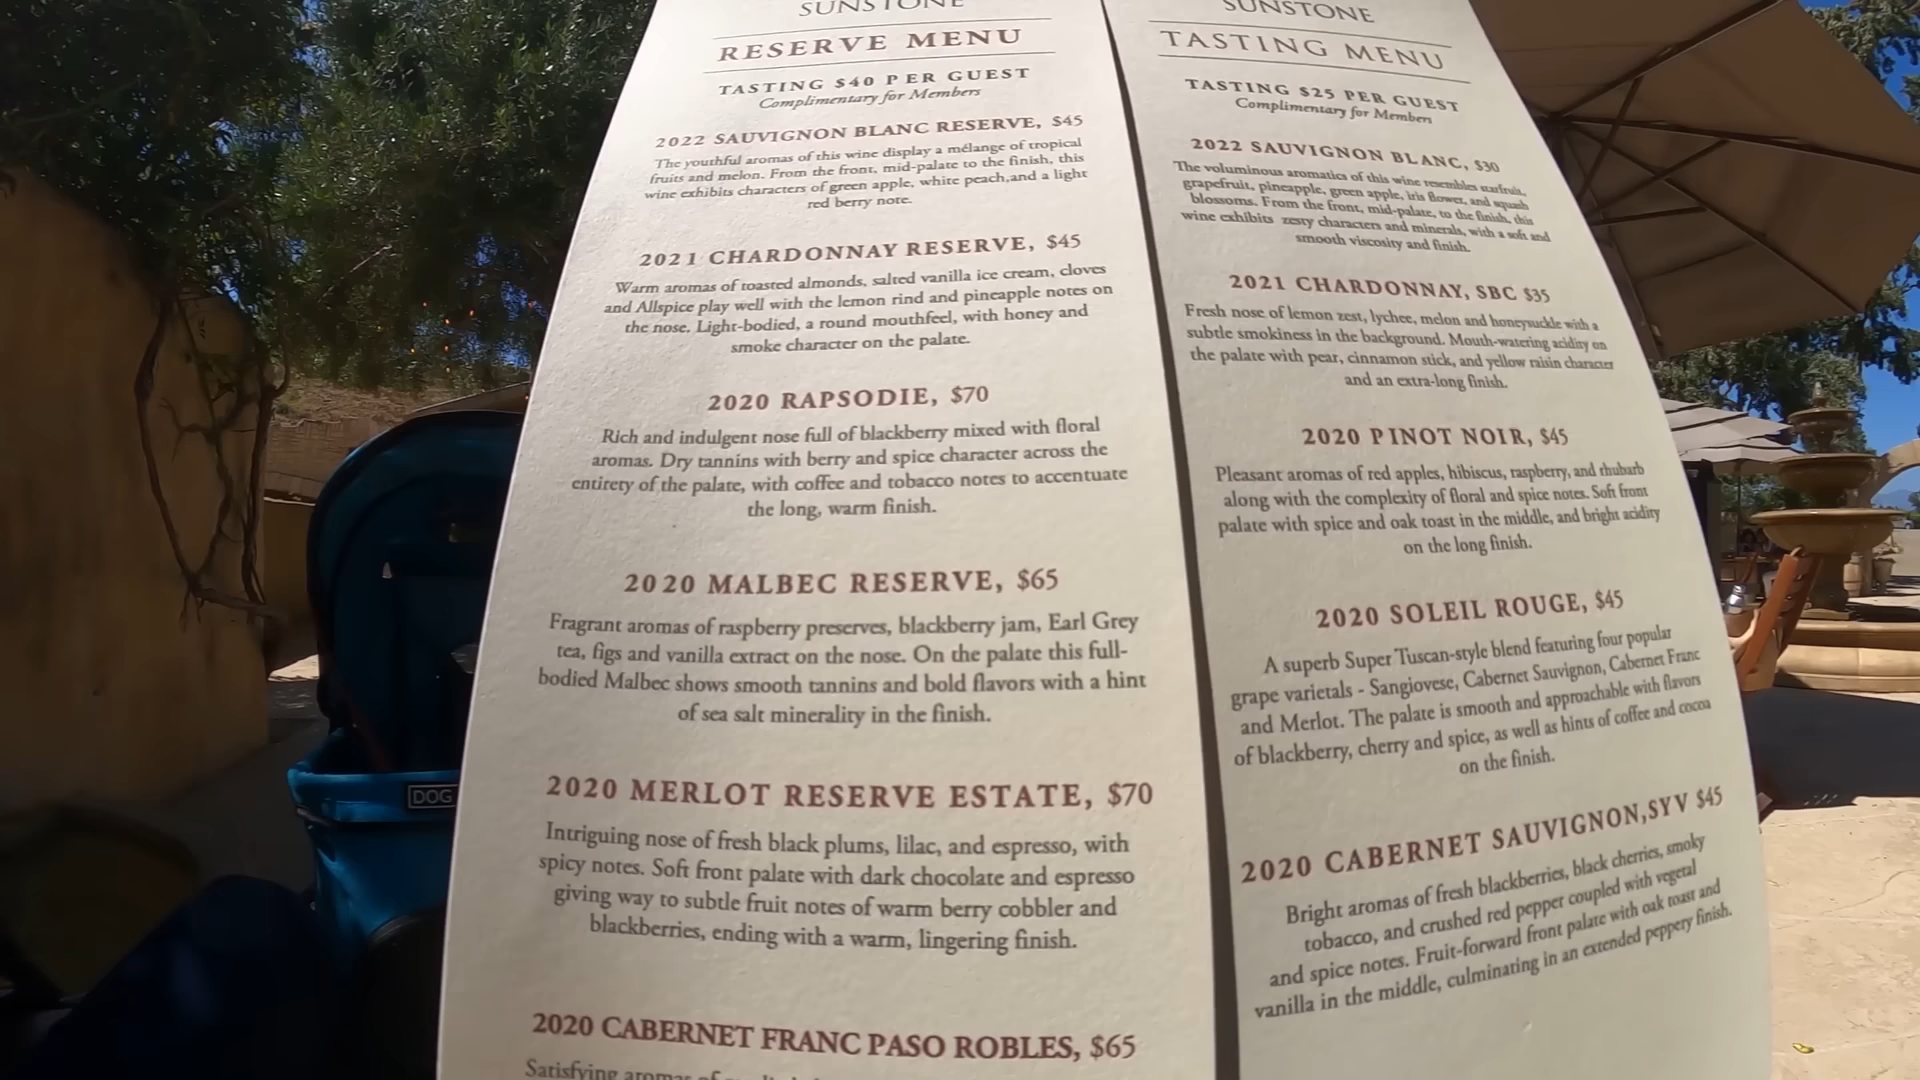 SUNSTONE
RESERVE MENU
TASTING $40 PER GUEST
Complimentary for Members
2022 SAUVIGNON BLANC RESERVE, $45
The youthful aromas of this wine display a mélange of tropical
fruits and melon. From the front, mid-palate to the finish, this
wine exhibits characters of green apple, white peach,and a light
red berry note.
2021 CHARDONNAY RESERVE, $45
Warm aromas of toasted almonds, salted vanilla ice cream, cloves
and Allspice play well with the lemon rind and pineapple notes on
the nose. Light-bodied, a round mouthfeel, with honey and
smoke character on the palate.
2020 RAPSODIE, $70
Rich and indulgent nose full of blackberry mixed with floral
aromas. Dry tannins with berry and spice character across the
entirety of the palate, with coffee and tobacco notes to accentuate
the long, warm finish.
2020 MALBEC RESERVE, $65
Fragrant aromas of raspberry preserves, blackberry jam, Earl Grey
tea, figs and vanilla extract on the nose. On the palate this full-
bodied Malbec shows smooth tannins and bold flavors with a hint
of sea salt minerality in the finish.
2020 MERLOT RESERVE ESTATE, $70
Intriguing nose of fresh black plums, lilac, and espresso, with
spicy notes. Soft front palate with dark chocolate and espresso
giving way to subtle fruit notes of warm berry cobbler and
blackberries, ending with a warm, lingering finish.
2020 CABERNET FRANC PASO ROBLES, $65
Satisfying aromas of
SUNSTONE
TASTING MENU
TASTING $25 PER GUEST
Complimentary for Members
2022 SAUVIGNON BLANC, $30
The voluminous aromatics of this wine resembles starfruit,
grapefruit, pineapple, green apple, iris flower, and squash
blossoms. From the front, mid-palate, to the finish, this
wine exhibits zesty characters and minerals, with a soft and
smooth viscosity and finish.
2021 CHARDONNAY, SBC $35
Fresh nose of lemon zest, lychee, melon and honeysuckle with a
subtle smokiness in the background. Mouth-watering acidity on
the palate with pear, cinnamon stick, and yellow raisin character
and an extra-long finish.
2020 PINOT NOIR, $45
Pleasant aromas of red apples, hibiscus, raspberry, and rhubarb
along with the complexity of floral and spice notes. Soft front
palate with spice and oak toast in the middle, and bright acidity
on the long finish.
2020 SOLEIL ROUGE, $45
A superb Super Tuscan-style blend featuring four popular
grape varietals - Sangiovese, Cabernet Sauvignon, Cabernet Franc
and Merlot. The palate is smooth and approachable with flavors
of blackberry, cherry and spice, as well as hints of coffee and cocoa
on the finish.
2020 CABERNET SAUVIGNON,SYV $45
Bright aromas of fresh blackberries, black cherries, smoky
tobacco, and crushed red pepper coupled with vegetal
and spice notes. Fruit-forward front palate with oak toast and
vanilla in the middle, culminating in an extended peppery finish.
DOG